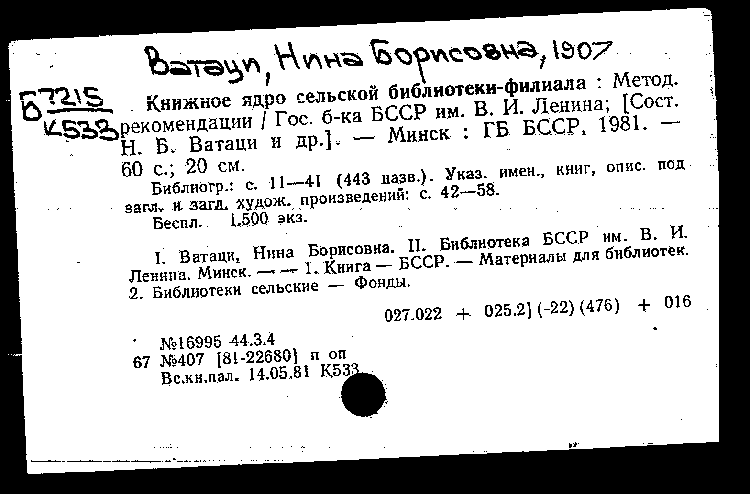 Ватаци, Нина Борисовна, 1907
Б 7215
К533
Книжное ядро сельской библиотеки-филиала : Метод.
рекомендации / Гос. б-ка БССР им. В. И. Ленина; [Сост.
Н. Б. Ватаци и др.]. — Минск : ГБ БССР, 1981. —
60 с.; 20 см.
Библиогр.: с. 11—41 (443 назв.). Указ. имен., книг, опис. под
загл. и загл. худож. произведений: с. 42—58.
Беспл. 1.500 экз.
I. Ватаци, Нина Борисовна. II. Библиотека БССР им. В. И.
Ленина. Минск. — — 1. Книга — БССР. — Материалы для библиотек.
2. Библиотеки сельские — Фонды.
027.022 + 025.2] (-22) (476) + 016
№16995 44.3.4
67 №407 [81-22680] п оп
Вс.кн.пал. 14.05.81 К533